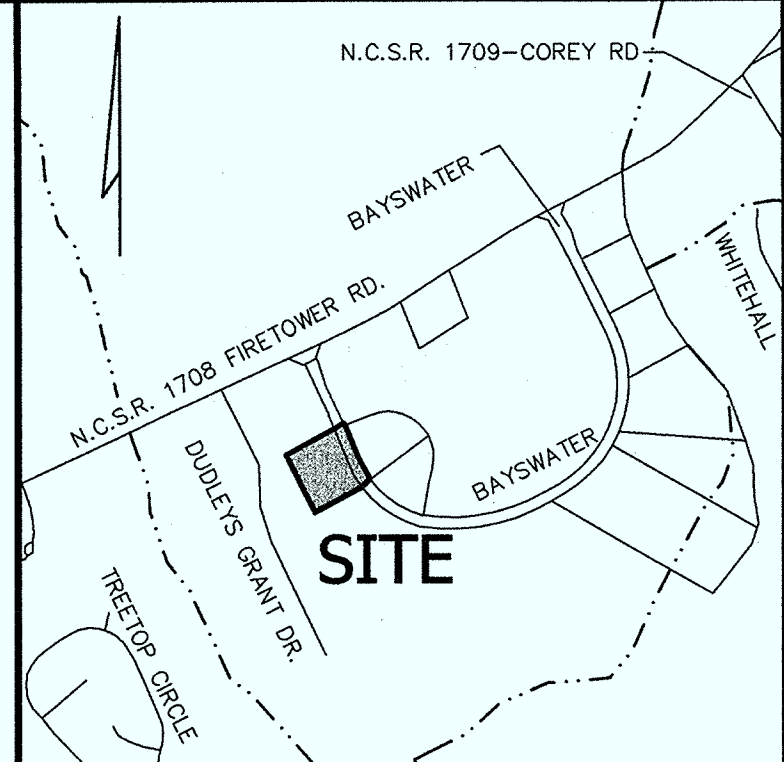 N.C.S.R. 1709-COREY RD
BAYSWATER
WHITEHALL
N.C.S.R. 1708 FIRETOWER RD.
DUDLEYS GRANT DR.
BAYSWATER
SITE
TREETOP CIRCLE